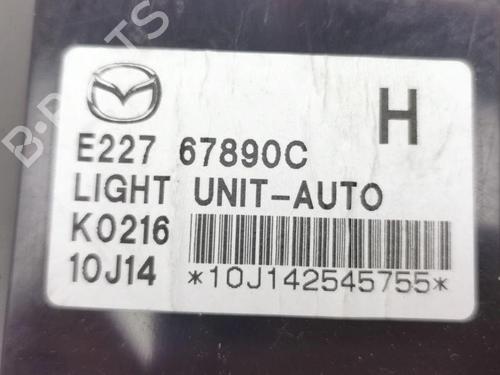 B-PARTS
H
E227 67890C
LIGHT UNIT-AUTO
K0216
10J14 *10J142545755*